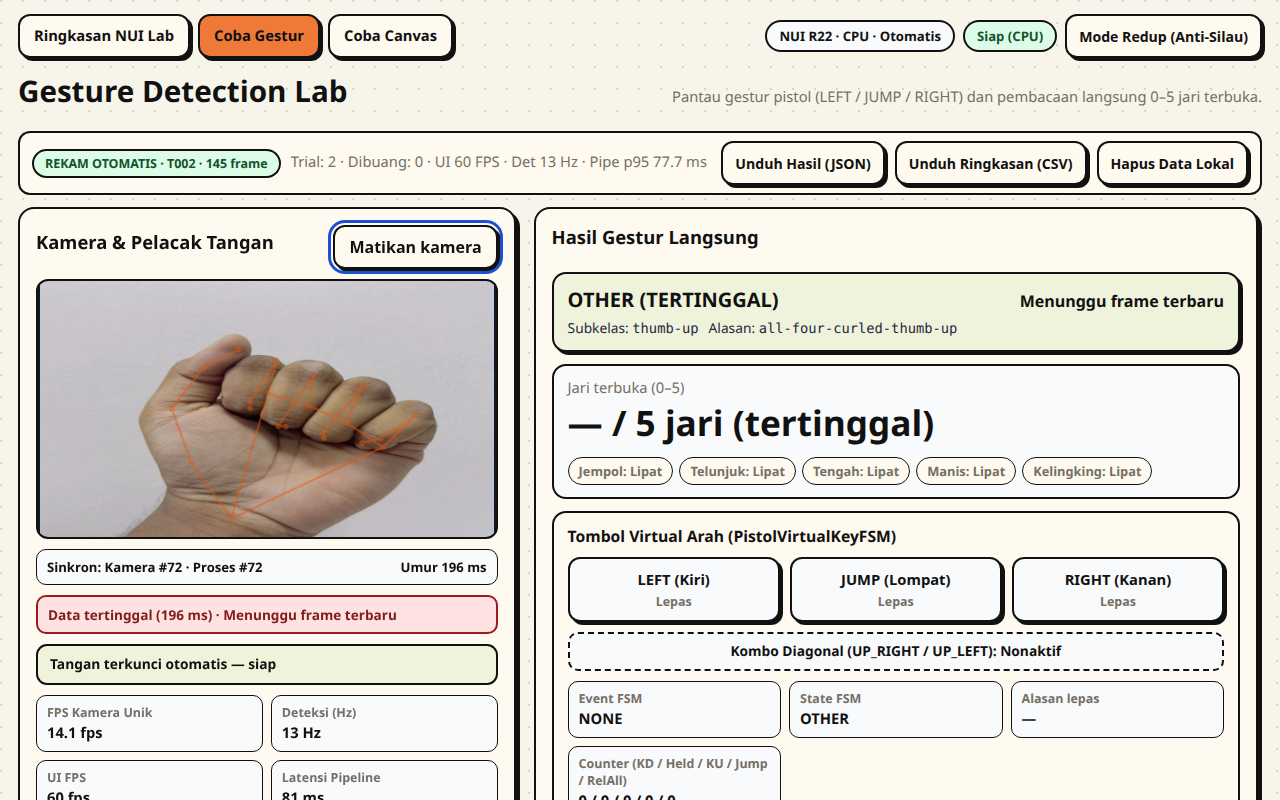 Ringkasan NUI Lab
Coba Gestur
Coba Canvas
NUI R22 · CPU · Otomatis
Siap (CPU)
Mode Redup (Anti-Silau)
Gesture Detection Lab
Pantau gestur pistol (LEFT / JUMP / RIGHT) dan pembacaan langsung 0–5 jari terbuka.
REKAM OTOMATIS · T002 · 145 frame
Trial: 2 · Dibuang: 0 · UI 60 FPS · Det 13 Hz · Pipe p95 77.7 ms
Unduh Hasil (JSON)
Unduh Ringkasan (CSV)
Hapus Data Lokal
Kamera & Pelacak Tangan
Matikan kamera
Sinkron: Kamera #72 · Proses #72
Umur 196 ms
Data tertinggal (196 ms) · Menunggu frame terbaru
Tangan terkunci otomatis — siap
FPS Kamera Unik
14.1 fps
Deteksi (Hz)
13 Hz
UI FPS
60 fps
Latensi Pipeline
81 ms
Hasil Gestur Langsung
OTHER (TERTINGGAL)
Menunggu frame terbaru
Subkelas: thumb-up Alasan: all-four-curled-thumb-up
Jari terbuka (0–5)
— / 5 jari (tertinggal)
Jempol: Lipat
Telunjuk: Lipat
Tengah: Lipat
Manis: Lipat
Kelingking: Lipat
Tombol Virtual Arah (PistolVirtualKeyFSM)
LEFT (Kiri)
Lepas
JUMP (Lompat)
Lepas
RIGHT (Kanan)
Lepas
Kombo Diagonal (UP_RIGHT / UP_LEFT): Nonaktif
Event FSM
NONE
State FSM
OTHER
Alasan lepas
—
Counter (KD / Held / KU / Jump
/ RelAll)
0 / 0 / 0 / 0 / 0